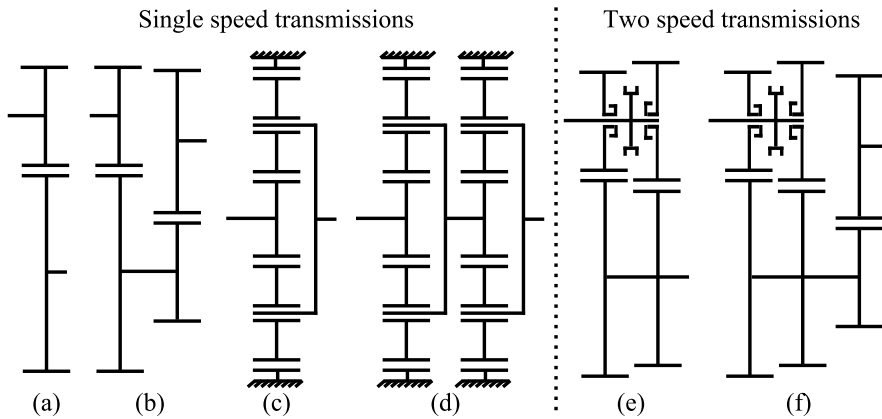 Single speed transmissions
Two speed transmissions
(a)
(b)
(c)
(d)
(e)
(f)